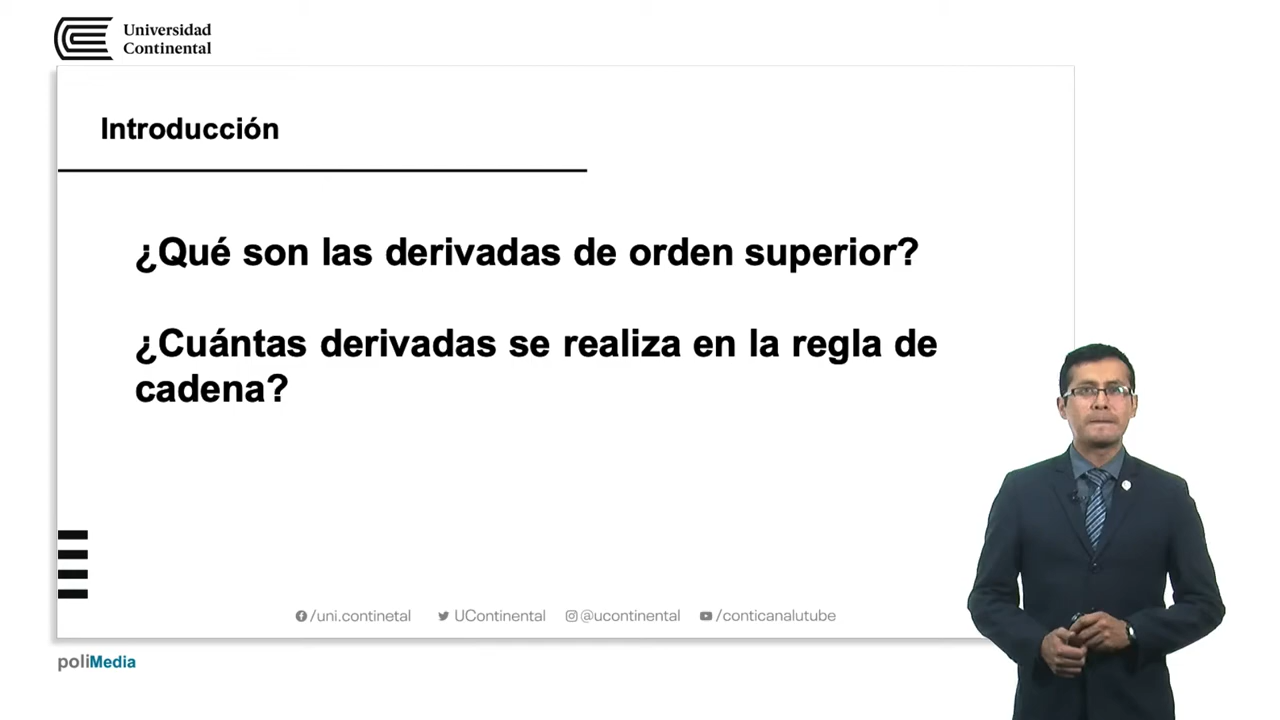 Universidad
Continental
Introducción
¿Qué son las derivadas de orden superior?
¿Cuántas derivadas se realiza en la regla de
cadena?
/uni.continetal UContinental @ucontinental /conticanalutube
poliMedia